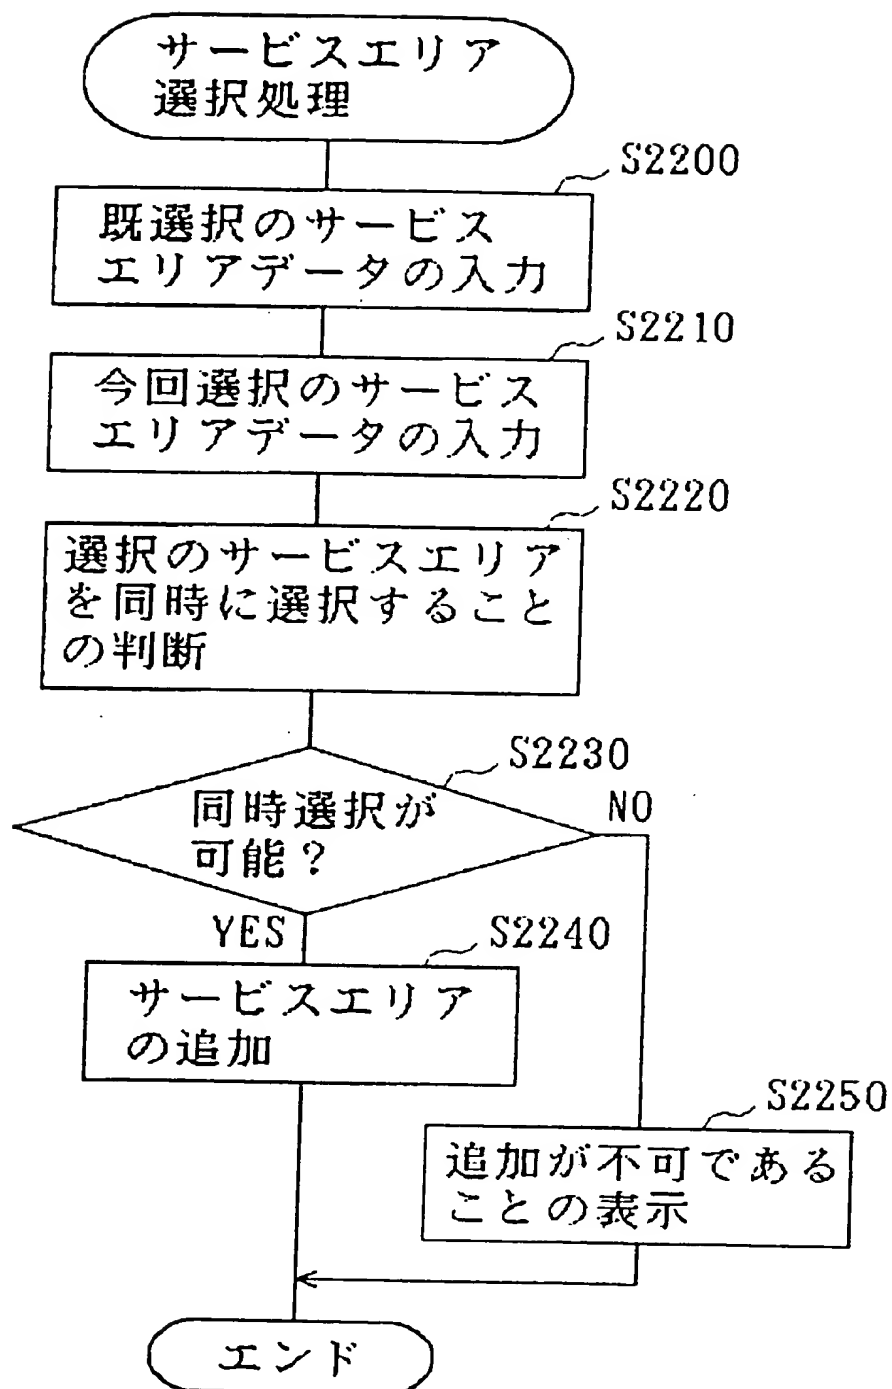 サービスエリア
選択処理
S2200
既選択のサービス
エリアデータの入力
S2210
今回選択のサービス
エリアデータの入力
S2220
選択のサービスエリア
を同時に選択すること
の判断
S2230
同時選択が
可能?
NO
YES
S2240
サービスエリア
の追加
S2250
追加が不可である
ことの表示
エンド